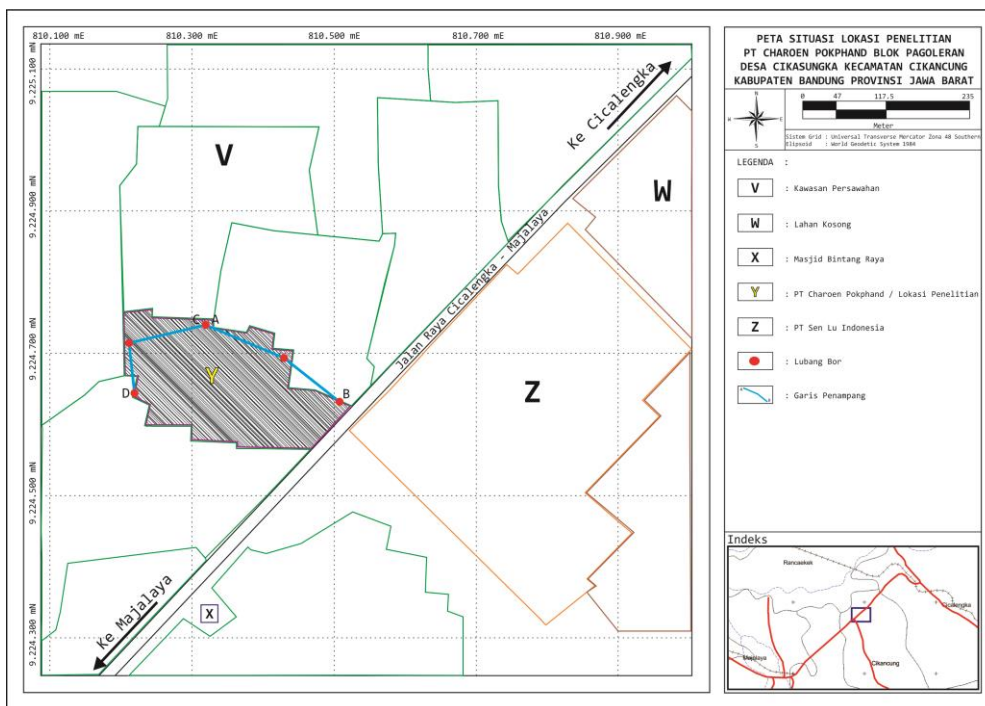 810.100 mE
810.300 mE
810.500 mE
810.700 mE
810.900 mE
9.225.100 mN
9.224.900 mN
9.224.700 mN
9.224.500 mN
9.224.300 mN
V
W
Ke Cicalengka
Jalan Raya Cicalengka - Majalaya
C
A
Y
B
D
Z
X
Ke Majalaya
PETA SITUASI LOKASI PENELITIAN
PT CHAROEN POKPHAND BLOK PAGOLERAN
DESA CIKASUNGKA KECAMATAN CIKANCUNG
KABUPATEN BANDUNG PROVINSI JAWA BARAT
N
W
E
S
0 47 117.5 235
Meter
Sistem Grid : Universal Transverse Mercator Zona 48 Southern
Elipsoid : World Geodetic System 1984
LEGENDA :
V : Kawasan Persawahan
W : Lahan Kosong
X : Masjid Bintang Raya
Y : PT Charoen Pokphand / Lokasi Penelitian
Z : PT Sen Lu Indonesia
: Lubang Bor
: Garis Penampang
Indeks
Rancaekek
Cicalengka
Majalaya
Cikancung